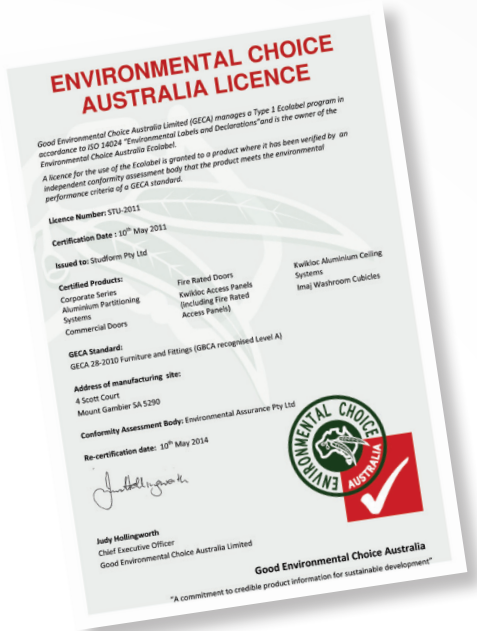 ENVIRONMENTAL CHOICE
AUSTRALIA LICENCE
Good Environmental Choice Australia Limited (GECA) manages a Type 1 Ecolabel program in
accordance to ISO 14024 "Environmental Labels and Declarations"and is the owner of the
Environmental Choice Australia Ecolabel.
A licence for the use of the Ecolabel is granted to a product where it has been verified by an
independent conformity assessment body that the product meets the environmental
performance criteria of a GECA standard.
Licence Number: STU-2011
Certification Date : 10th May 2011
Issued to: Studform Pty Ltd
Certified Products:
Corporate Series
Aluminium Partitioning
Systems
Commercial Doors
Fire Rated Doors
Kwikloc Access Panels
(including Fire Rated
Access Panels)
Kwikloc Aluminium Ceiling
Systems
Imaj Washroom Cubicles
GECA Standard:
GECA 28-2010 Furniture and Fittings (GBCA recognised Level A)
Address of manufacturing site:
4 Scott Court
Mount Gambier SA 5290
Conformity Assessment Body: Environmental Assurance Pty Ltd
Re-certification date: 10th May 2014
ENVIRONMENTAL CHOICE
AUSTRALIA
J Hollingworth
Judy Hollingworth
Chief Executive Officer
Good Environmental Choice Australia Limited
Good Environmental Choice Australia
"A commitment to credible product information for sustainable development"